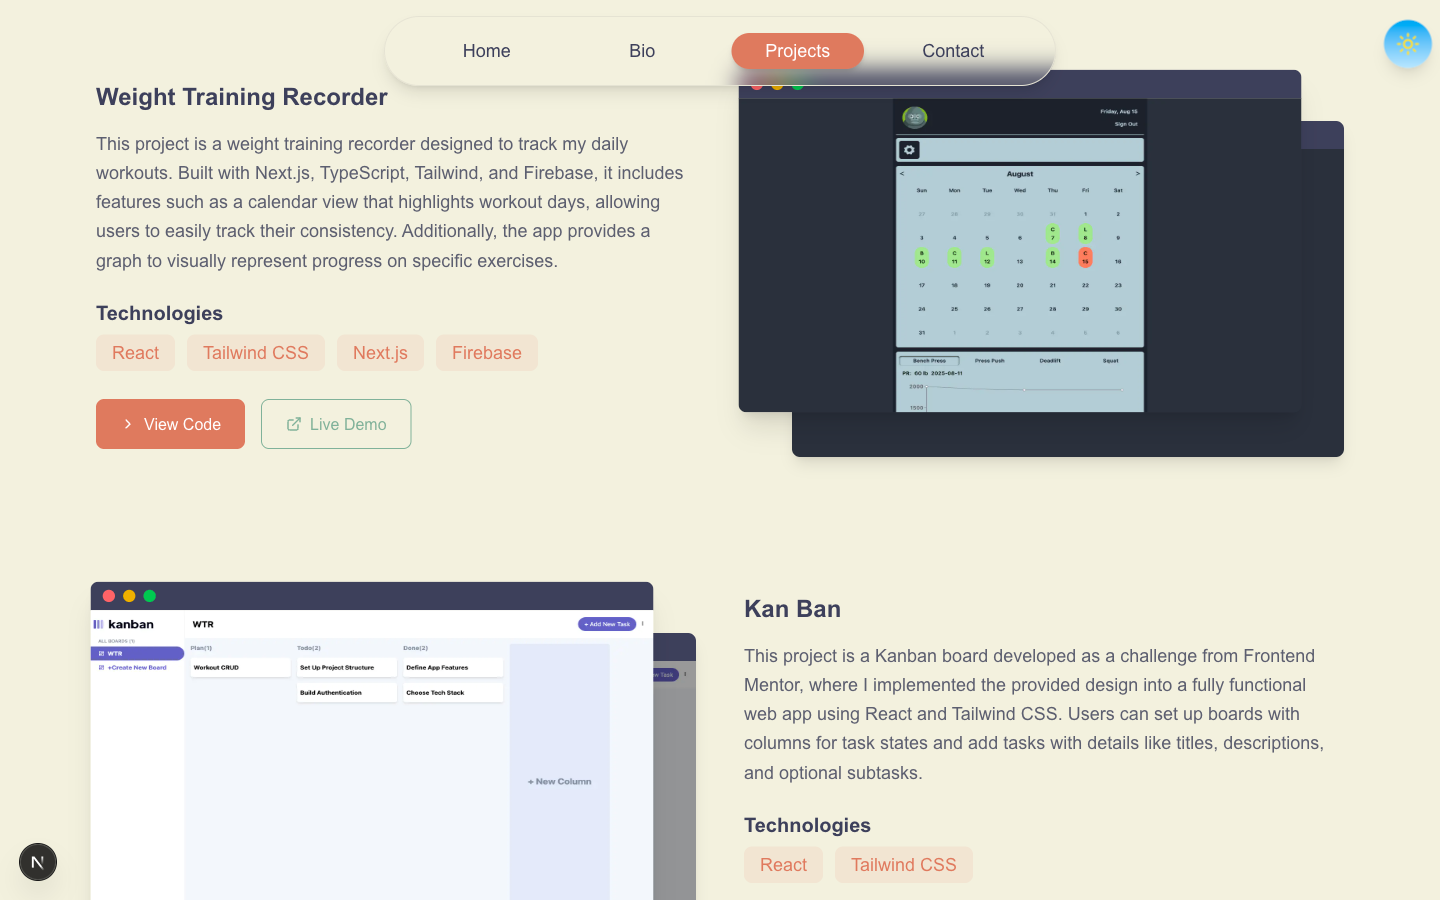 Home
Bio
Projects
Contact
Weight Training Recorder
This project is a weight training recorder designed to track my daily
workouts. Built with Next.js, TypeScript, Tailwind, and Firebase, it includes
features such as a calendar view that highlights workout days, allowing
users to easily track their consistency. Additionally, the app provides a
graph to visually represent progress on specific exercises.
Technologies
React
Tailwind CSS
Next.js
Firebase
View Code
Live Demo
Friday, Aug 15
Sign Out
< August >
Sun Mon Tue Wed Thu Fri Sat
27 28 29 30 31 1 2
C L
3 4 5 6 7 8 9
B C L D C
10 11 12 13 14 15 16
17 18 19 20 21 22 23
24 25 26 27 28 29 30
31 1 2 3 4 5 6
Bench Press Press Push Deadlift Squat
PR: 60 lb 2025-08-11
2000
1500
kanban
ALL BOARDS (1)
WTR
+Create New Board
WTR
+ Add New Task
Plan(1)
Workout CRUD
Todo(2)
Set Up Project Structure
Build Authentication
Done(2)
Define App Features
Choose Tech Stack
+ New Column
ew Task
Kan Ban
This project is a Kanban board developed as a challenge from Frontend
Mentor, where I implemented the provided design into a fully functional
web app using React and Tailwind CSS. Users can set up boards with
columns for task states and add tasks with details like titles, descriptions,
and optional subtasks.
Technologies
React
Tailwind CSS
N